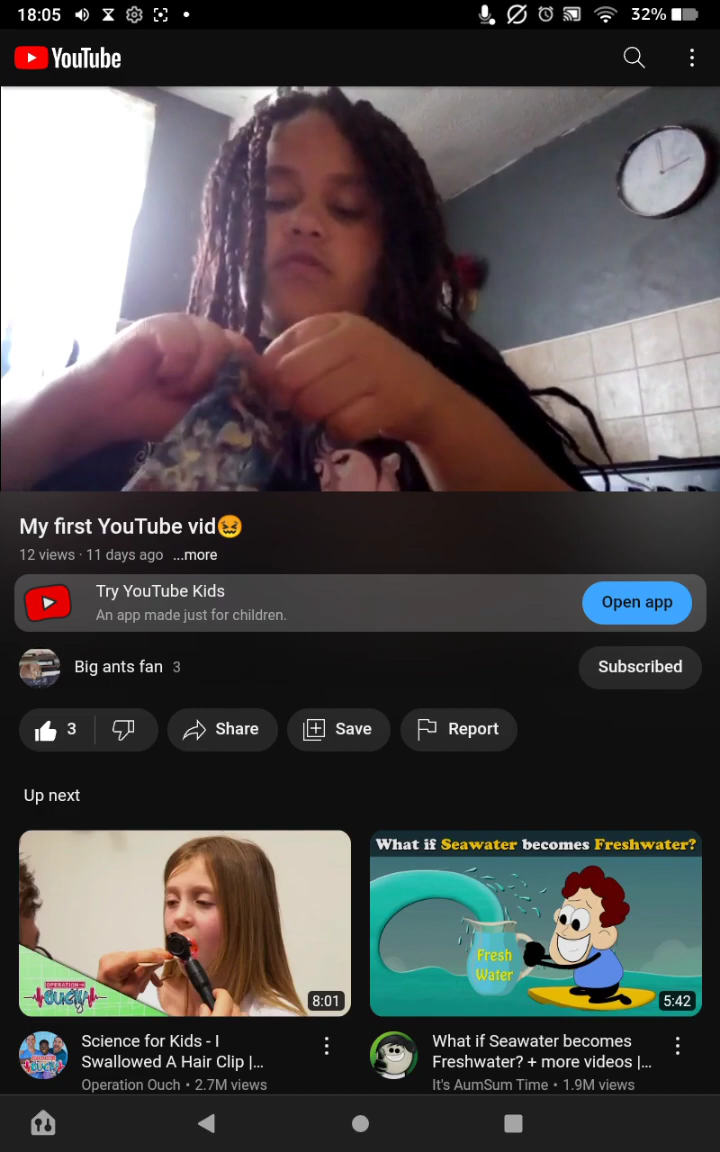 18:05
32%
YouTube
My first YouTube vid😖
12 views · 11 days ago ...more
Try YouTube Kids
An app made just for children.
Open app
Big ants fan 3
Subscribed
3
Share
Save
Report
Up next
OPERATION
OUCH
8:01
What if Seawater becomes Freshwater?
Fresh
Water
5:42
Science for Kids - I
Swallowed A Hair Clip |...
Operation Ouch • 2.7M views
What if Seawater becomes
Freshwater? + more videos |...
It's AumSum Time • 1.9M views